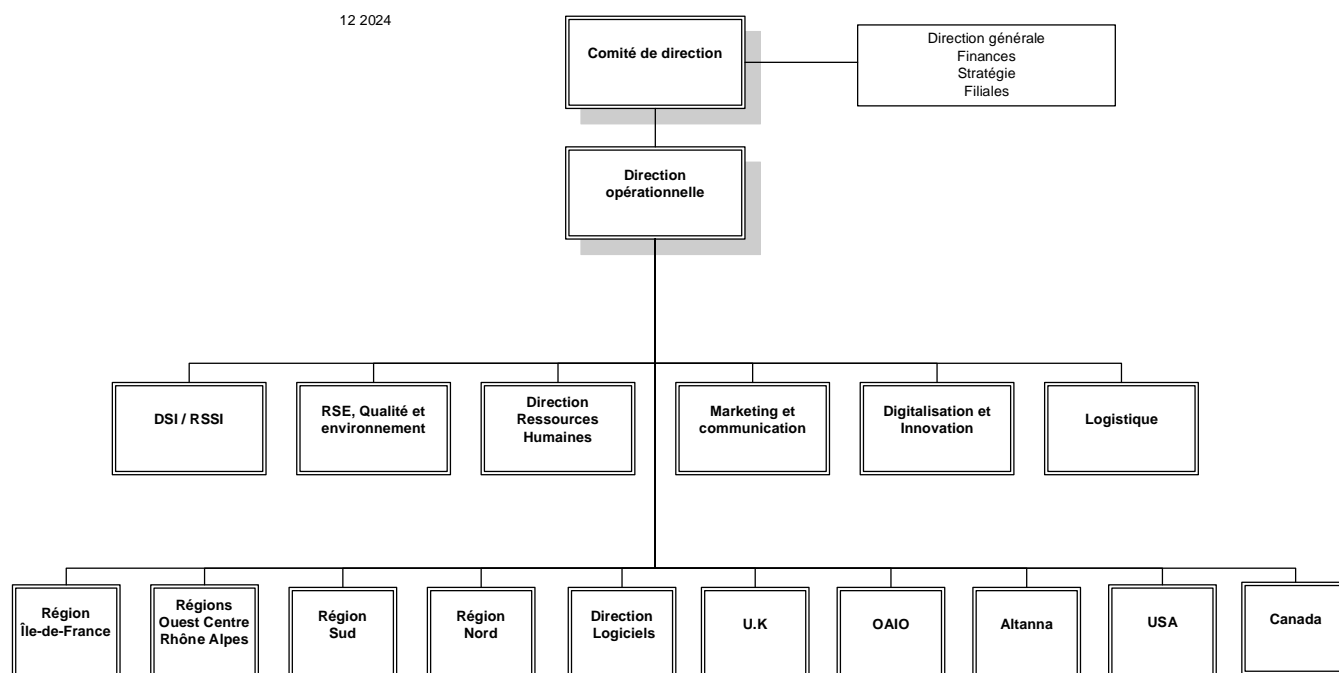 12 2024
Comité de direction
Direction générale
Finances
Stratégie
Filiales
Direction
opérationnelle
DSI / RSSI
RSE, Qualité et
environnement
Direction
Ressources
Humaines
Marketing et
communication
Digitalisation et
Innovation
Logistique
Région
Île-de-France
Régions
Ouest Centre
Rhône Alpes
Région
Sud
Région
Nord
Direction
Logiciels
U.K
OAIO
Altanna
USA
Canada